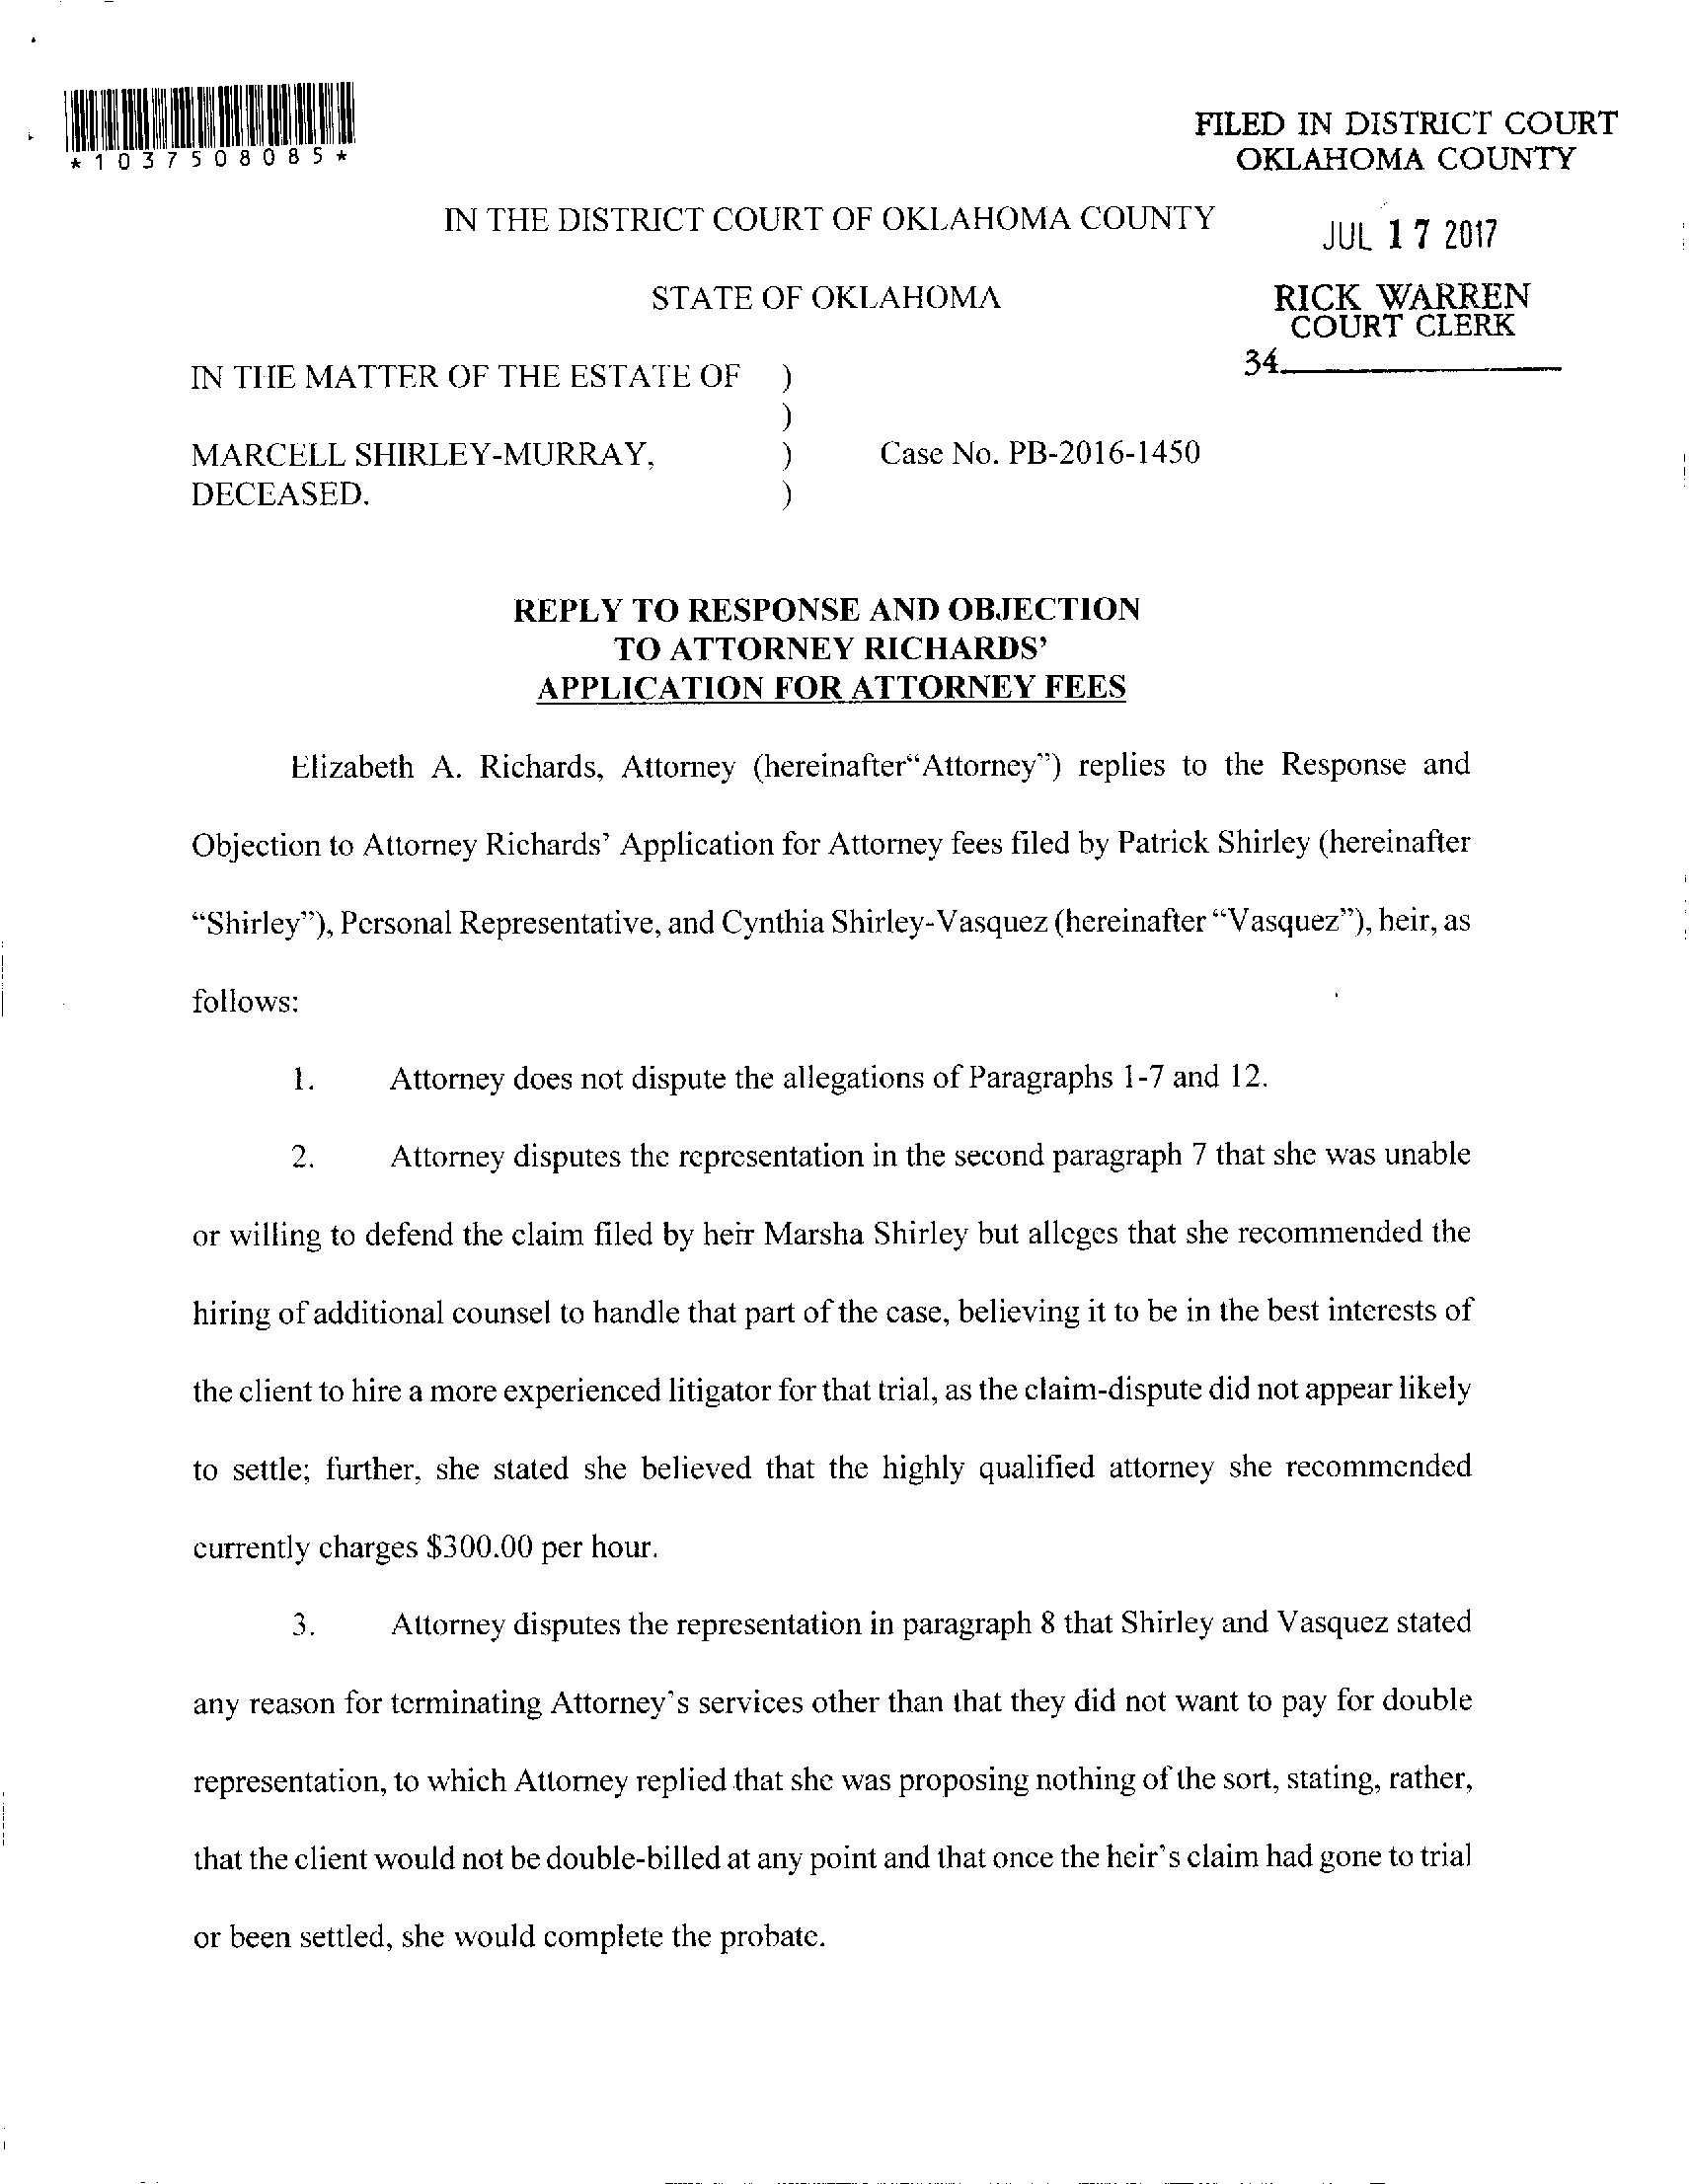 *1037508085*
FILED IN DISTRICT COURT
OKLAHOMA COUNTY
IN THE DISTRICT COURT OF OKLAHOMA COUNTY
JUL 17 2017
STATE OF OKLAHOMA
RICK WARREN
COURT CLERK
34
IN THE MATTER OF THE ESTATE OF )
)
MARCELL SHIRLEY-MURRAY, ) Case No. PB-2016-1450
DECEASED. )
REPLY TO RESPONSE AND OBJECTION
TO ATTORNEY RICHARDS’
APPLICATION FOR ATTORNEY FEES
Elizabeth A. Richards, Attorney (hereinafter“Attorney”) replies to the Response and
Objection to Attorney Richards’ Application for Attorney fees filed by Patrick Shirley (hereinafter
“Shirley”), Personal Representative, and Cynthia Shirley-Vasquez (hereinafter “Vasquez”), heir, as
follows:
1. Attorney does not dispute the allegations of Paragraphs 1-7 and 12.
2. Attorney disputes the representation in the second paragraph 7 that she was unable
or willing to defend the claim filed by heir Marsha Shirley but alleges that she recommended the
hiring of additional counsel to handle that part of the case, believing it to be in the best interests of
the client to hire a more experienced litigator for that trial, as the claim-dispute did not appear likely
to settle; further, she stated she believed that the highly qualified attorney she recommended
currently charges $300.00 per hour.
3. Attorney disputes the representation in paragraph 8 that Shirley and Vasquez stated
any reason for terminating Attorney’s services other than that they did not want to pay for double
representation, to which Attorney replied that she was proposing nothing of the sort, stating, rather,
that the client would not be double-billed at any point and that once the heir’s claim had gone to trial
or been settled, she would complete the probate.